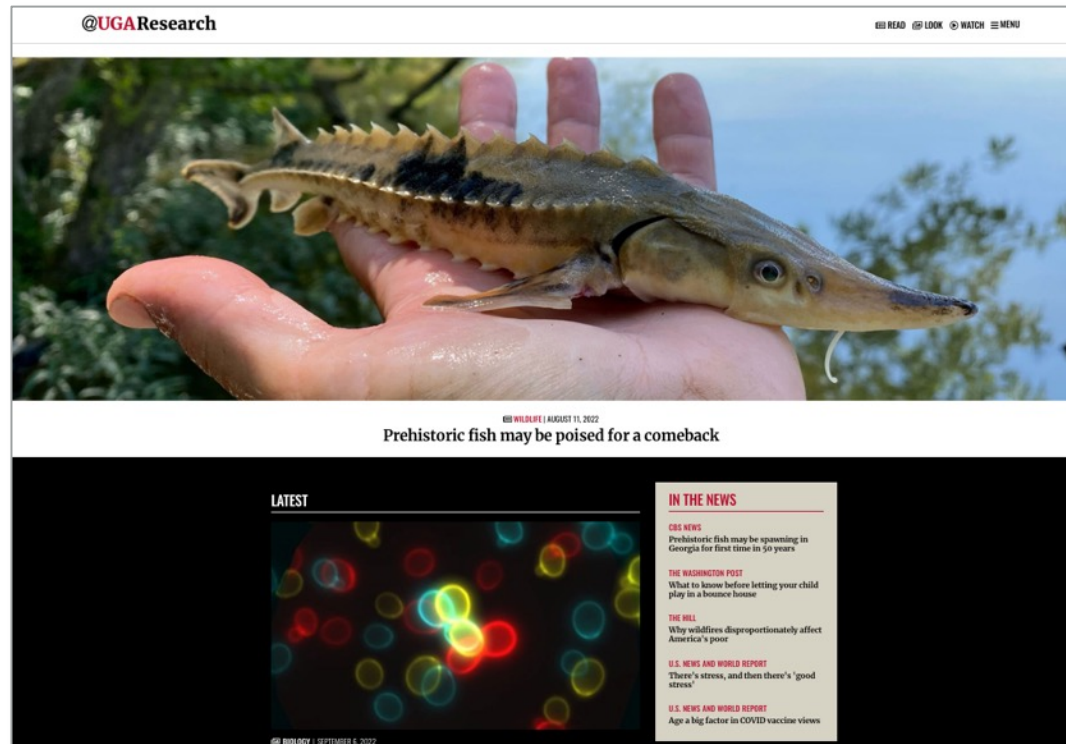 @UGAResearch
READ LOOK WATCH MENU
WILDLIFE | AUGUST 11, 2022
Prehistoric fish may be poised for a comeback
LATEST
BIOLOGY | SEPTEMBER 6, 2022
IN THE NEWS
CBS NEWS
Prehistoric fish may be spawning in
Georgia for first time in 50 years
THE WASHINGTON POST
What to know before letting your child
play in a bounce house
THE HILL
Why wildfires disproportionately affect
America's poor
U.S. NEWS AND WORLD REPORT
There's stress, and then there's 'good
stress'
U.S. NEWS AND WORLD REPORT
Age a big factor in COVID vaccine views